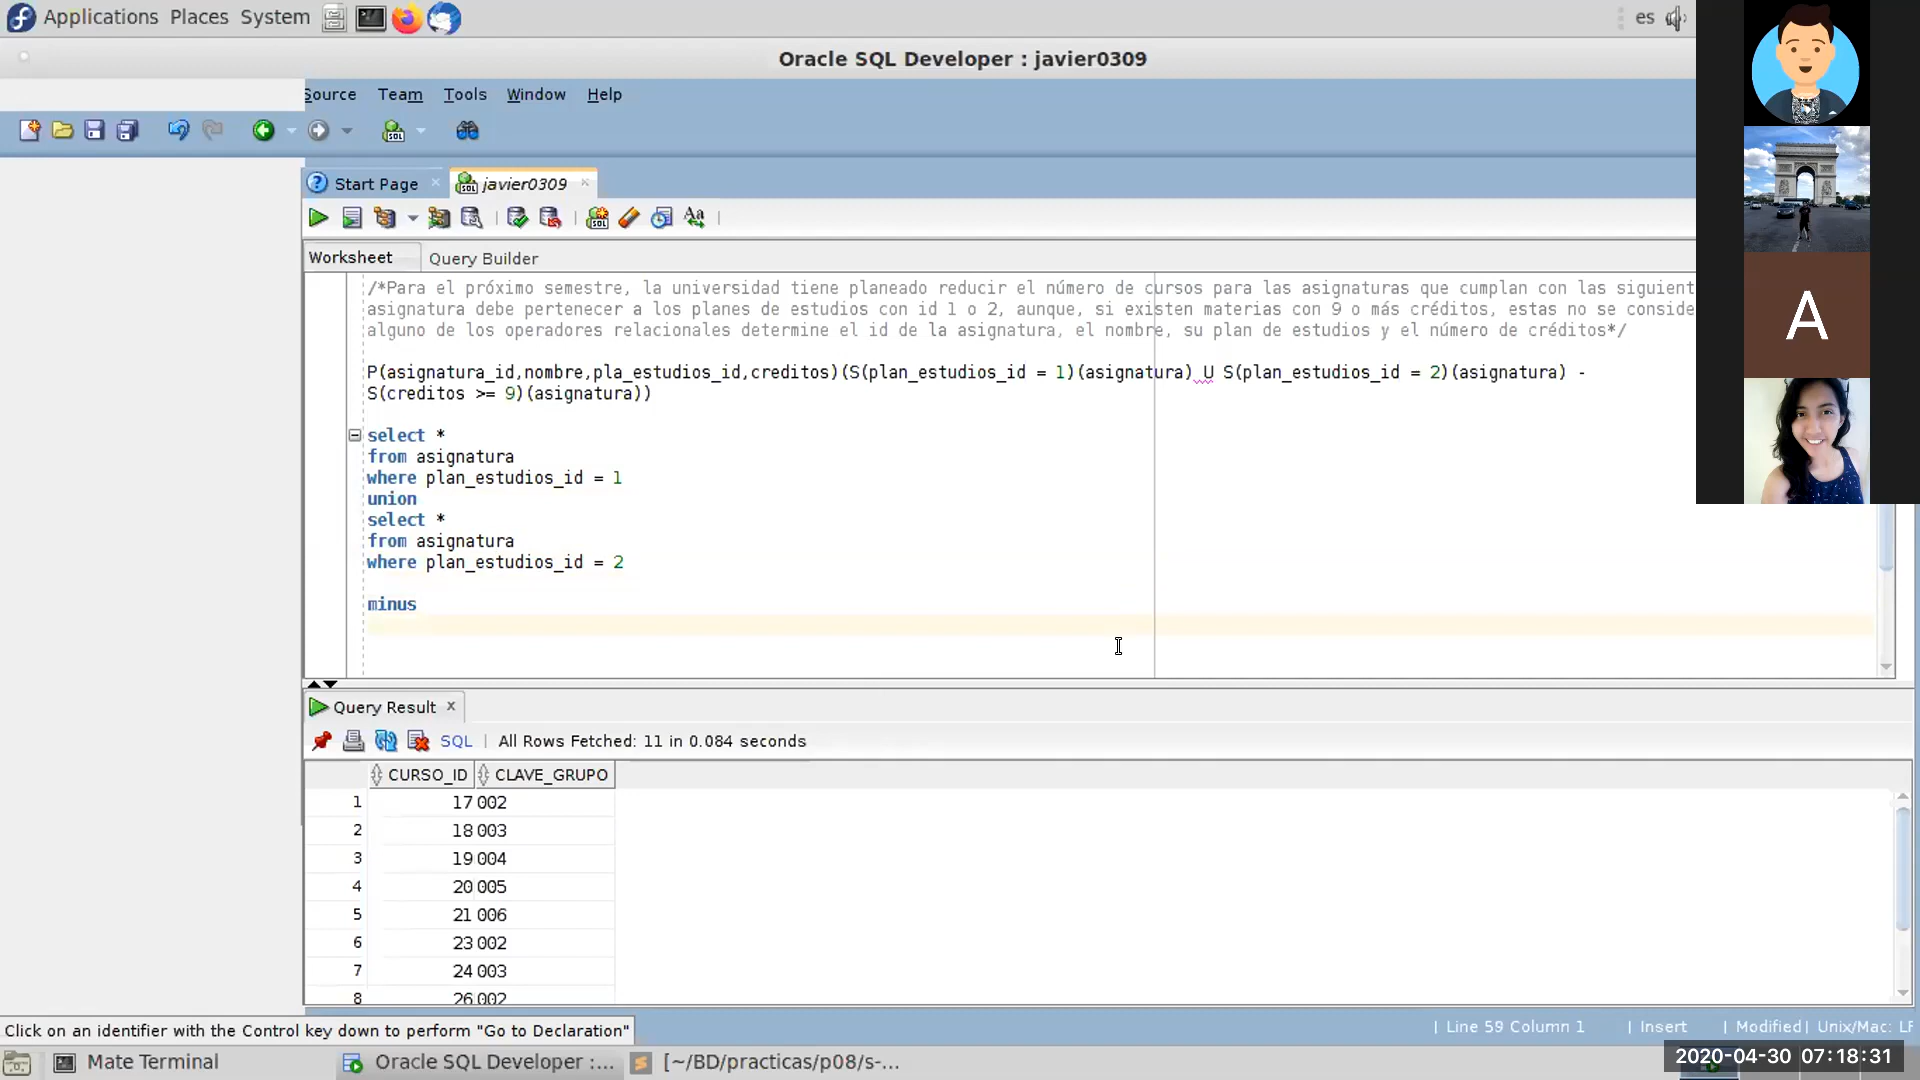 Applications Places System
es
Oracle SQL Developer : javier0309
Source Team Tools Window Help
Start Page
javier0309
Worksheet
Query Builder
/*Para el próximo semestre, la universidad tiene planeado reducir el número de cursos para las asignaturas que cumplan con las siguient
asignatura debe pertenecer a los planes de estudios con id 1 o 2, aunque, si existen materias con 9 o más créditos, estas no se conside
alguno de los operadores relacionales determine el id de la asignatura, el nombre, su plan de estudios y el número de créditos*/
P(asignatura_id,nombre,pla_estudios_id,creditos)(S(plan_estudios_id = 1)(asignatura) U S(plan_estudios_id = 2)(asignatura) -
S(creditos >= 9)(asignatura))
select *
from asignatura
where plan_estudios_id = 1
union
select *
from asignatura
where plan_estudios_id = 2
minus
A
Query Result
SQL | All Rows Fetched: 11 in 0.084 seconds
CURSO_ID CLAVE_GRUPO
1 17 002
2 18 003
3 19 004
4 20 005
5 21 006
6 23 002
7 24 003
8 26 002
Click on an identifier with the Control key down to perform "Go to Declaration"
| Line 59 Column 1 | Insert | Modified | Unix/Mac: LF
Mate Terminal
Oracle SQL Developer :...
[~/BD/practicas/p08/s-...
2020-04-30 07:18:31